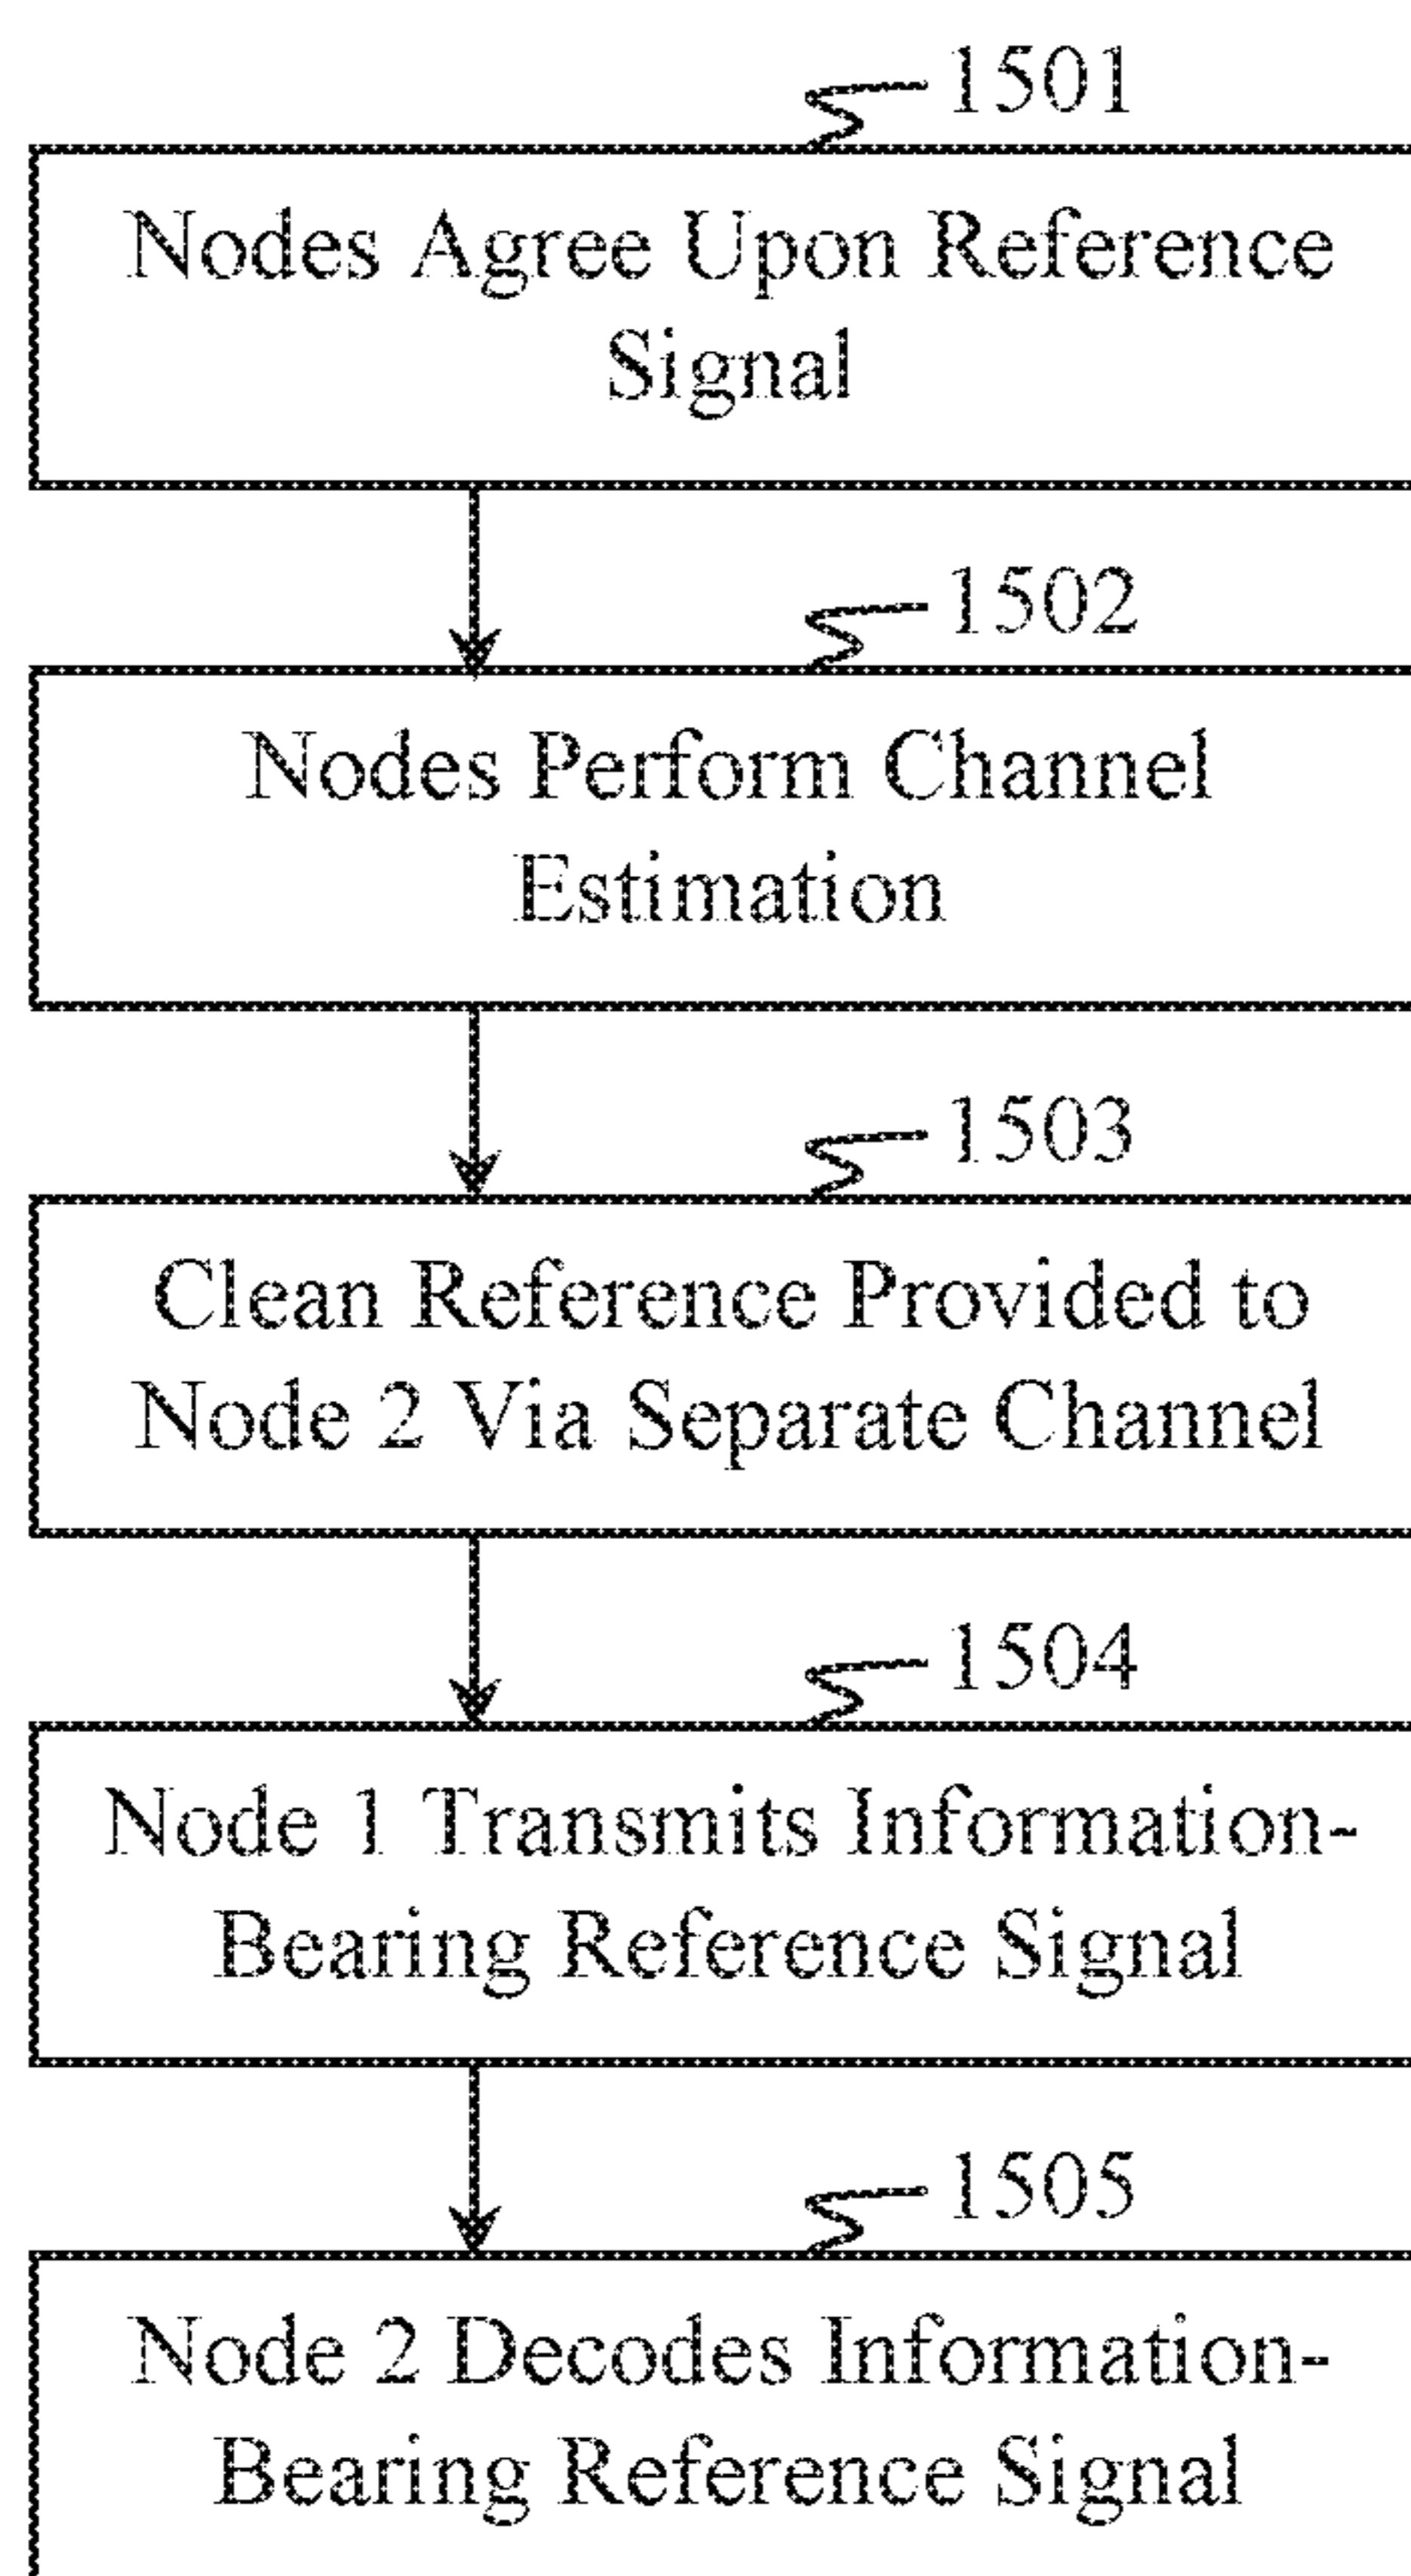 1501
Nodes Agree Upon Reference
Signal
1502
Nodes Perform Channel
Estimation
1503
Clean Reference Provided to
Node 2 Via Separate Channel
1504
Node 1 Transmits Information-
Bearing Reference Signal
1505
Node 2 Decodes Information-
Bearing Reference Signal